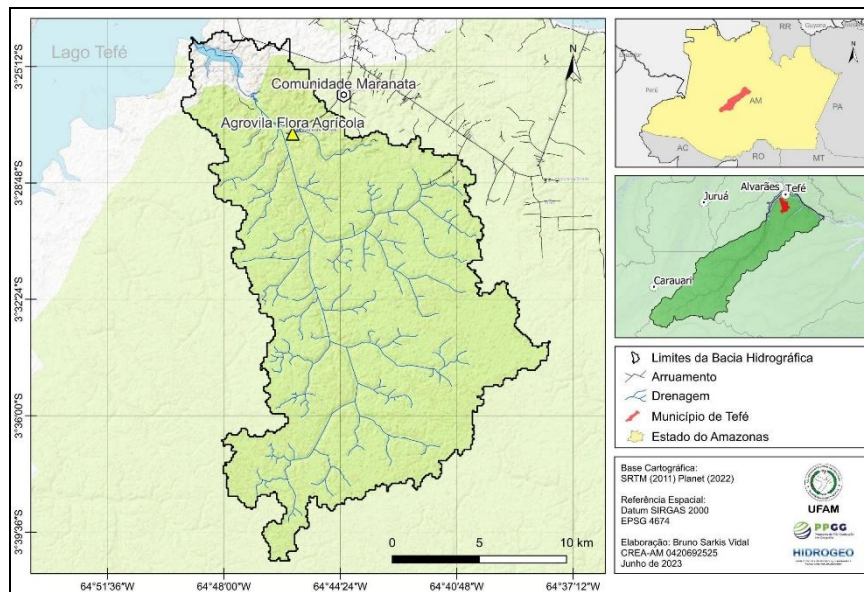 Lago Tefé
Comunidade Maranata
Agrovila Flora Agrícola
N
3°25'12"S
3°28'48"S
3°32'24"S
3°36'00"S
3°39'36"S
64°51'36"W
64°48'00"W
64°44'24"W
64°40'48"W
64°37'12"W
0
5
10 km
RR
Guyana
N
Perú
AM
PA
AC
RO
MT
Alvarães
Tefé
Juruá
Carauari
Limites da Bacia Hidrográfica
Arruamento
Drenagem
Município de Tefé
Estado do Amazonas
Base Cartográfica:
SRTM (2011) Planet (2022)
Referência Espacial:
Datum SIRGAS 2000
EPSG 4674
Elaboração: Bruno Sarkis Vidal
CREA-AM 0420692525
Junho de 2023
UFAM
PPGG
HIDROGEO